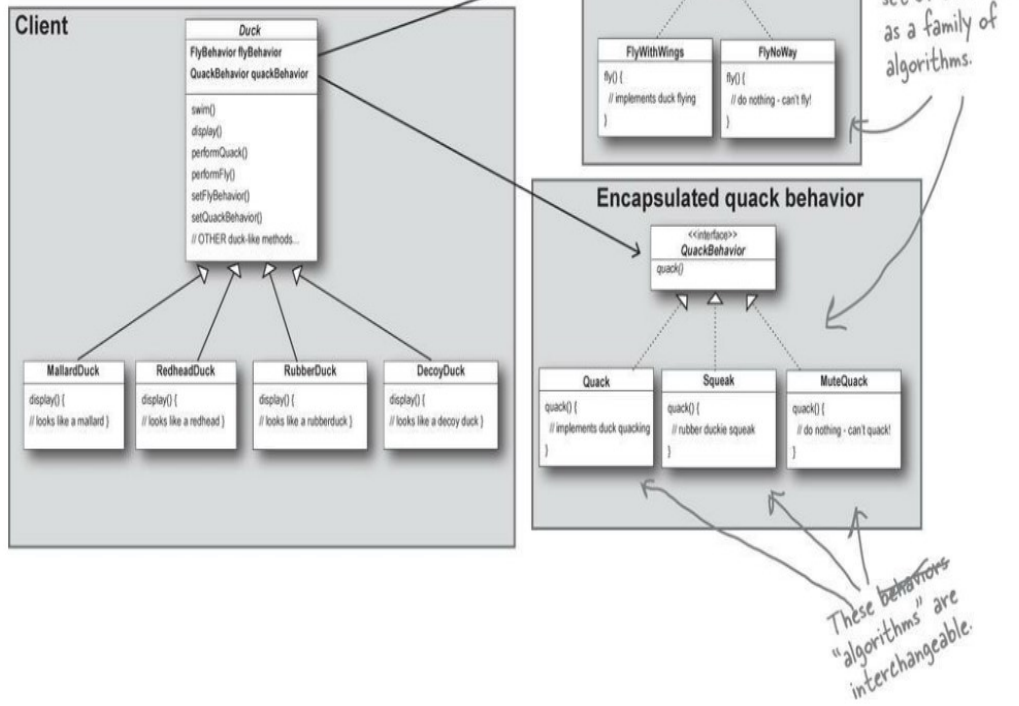 Client
Duck
FlyBehavior flyBehavior
QuackBehavior quackBehavior
swim()
display()
performQuack()
performFly()
setFlyBehavior()
setQuackBehavior()
// OTHER duck-like methods...
MallardDuck
display() {
// looks like a mallard }
RedheadDuck
display() {
// looks like a redhead }
RubberDuck
display() {
// looks like a rubberduck }
DecoyDuck
display() {
// looks like a decoy duck }
FlyWithWings
fly() {
// implements duck flying
}
FlyNoWay
fly() {
// do nothing - can't fly!
}
as a family of
algorithms.
Encapsulated quack behavior
<<interface>>
QuackBehavior
quack()
Quack
quack() {
// implements duck quacking
}
Squeak
quack() {
// rubber duckie squeak
}
MuteQuack
quack() {
// do nothing - can't quack!
}
These behaviors
"algorithms" are
interchangeable.